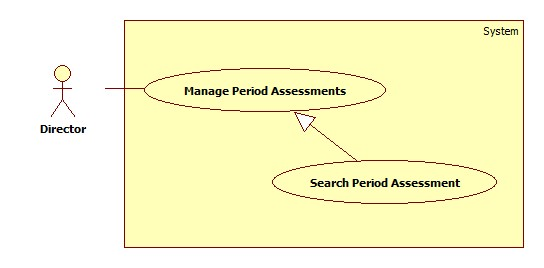 System
Manage Period Assessments
Director
Search Period Assessment